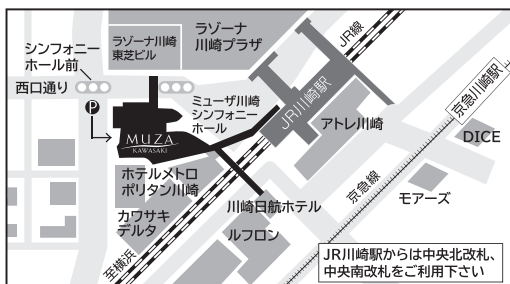 ラゾーナ
川崎プラザ
ラゾーナ川崎
東芝ビル
シンフォニー
ホール前
西口通り
P
MUZA
KAWASAKI
ミューザ川崎
シンフォニー
ホール
JR線
JR川崎駅
アトレ川崎
京急川崎駅
京急線
DICE
モアーズ
ホテルメトロ
ポリタン川崎
カワサキ
デルタ
川崎日航ホテル
ルフロン
至横浜
JR川崎駅からは中央北改札、
中央南改札をご利用下さい